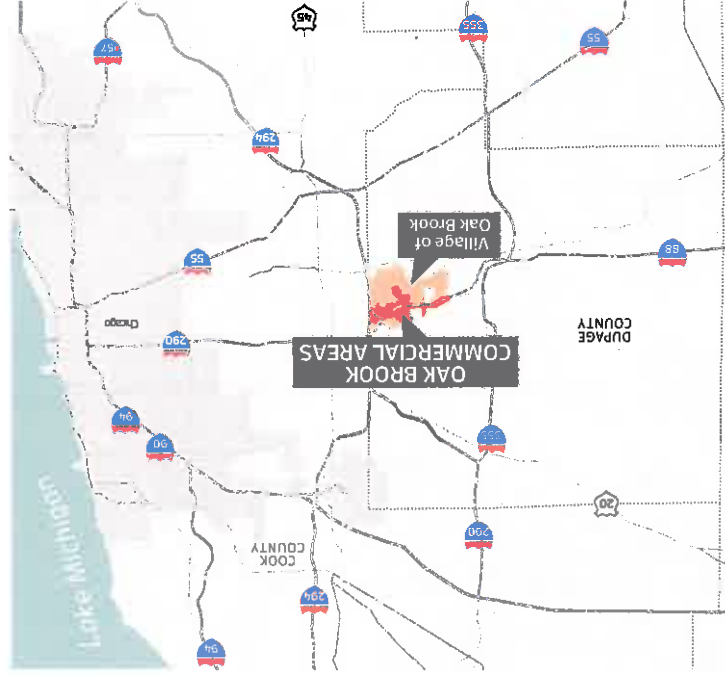 94
294
Lake Michigan
COOK
COUNTY
290
20
90
355
94
OAK BROOK
COMMERCIAL AREAS
290
DUPAGE
COUNTY
Chicago
Village of
Oak Brook
88
55
294
57
55
355
45